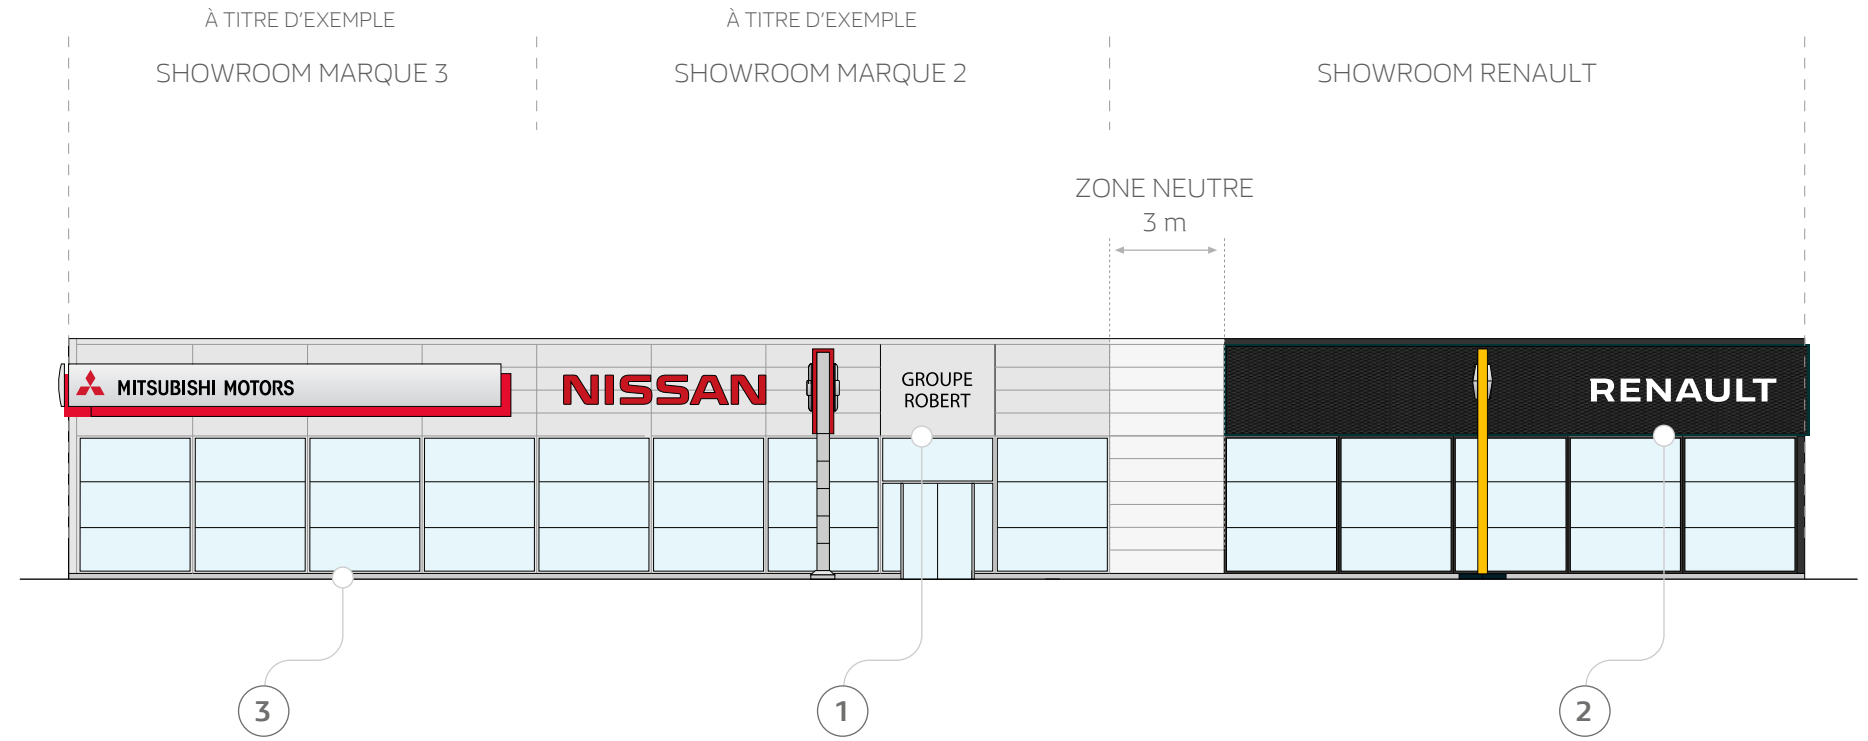 À TITRE D’EXEMPLE
SHOWROOM MARQUE 3
À TITRE D’EXEMPLE
SHOWROOM MARQUE 2
SHOWROOM RENAULT
ZONE NEUTRE
3 m
MITSUBISHI MOTORS
NISSAN
GROUPE
ROBERT
RENAULT
3
1
2